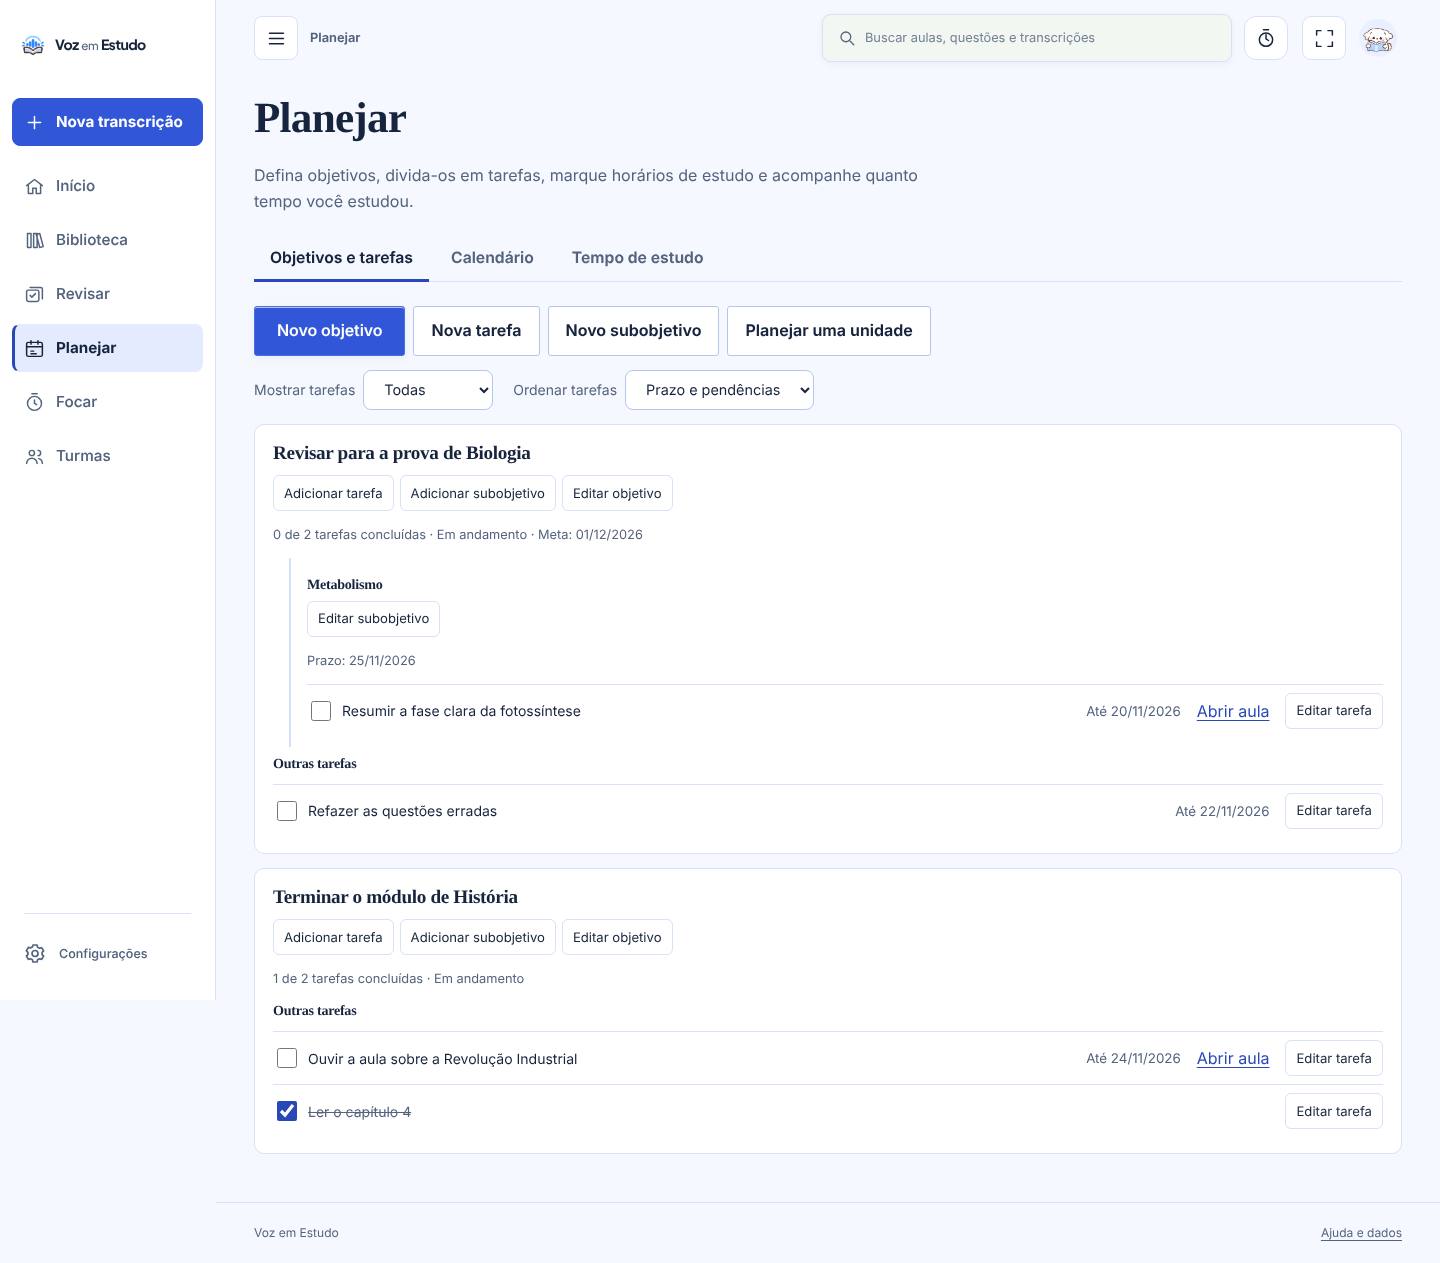 Voz em Estudo
Planejar
Buscar aulas, questões e transcrições
Nova transcrição
Início
Biblioteca
Revisar
Planejar
Focar
Turmas
Configurações
Planejar
Defina objetivos, divida-os em tarefas, marque horários de estudo e acompanhe quanto
tempo você estudou.
Objetivos e tarefas Calendário Tempo de estudo
Novo objetivo Nova tarefa Novo subobjetivo Planejar uma unidade
Mostrar tarefas Todas Ordenar tarefas Prazo e pendências
Revisar para a prova de Biologia
Adicionar tarefa Adicionar subobjetivo Editar objetivo
0 de 2 tarefas concluídas · Em andamento · Meta: 01/12/2026
Metabolismo
Editar subobjetivo
Prazo: 25/11/2026
Resumir a fase clara da fotossíntese Até 20/11/2026 Abrir aula Editar tarefa
Outras tarefas
Refazer as questões erradas Até 22/11/2026 Editar tarefa
Terminar o módulo de História
Adicionar tarefa Adicionar subobjetivo Editar objetivo
1 de 2 tarefas concluídas · Em andamento
Outras tarefas
Ouvir a aula sobre a Revolução Industrial Até 24/11/2026 Abrir aula Editar tarefa
Ler o capítulo 4 Editar tarefa
Voz em Estudo Ajuda e dados